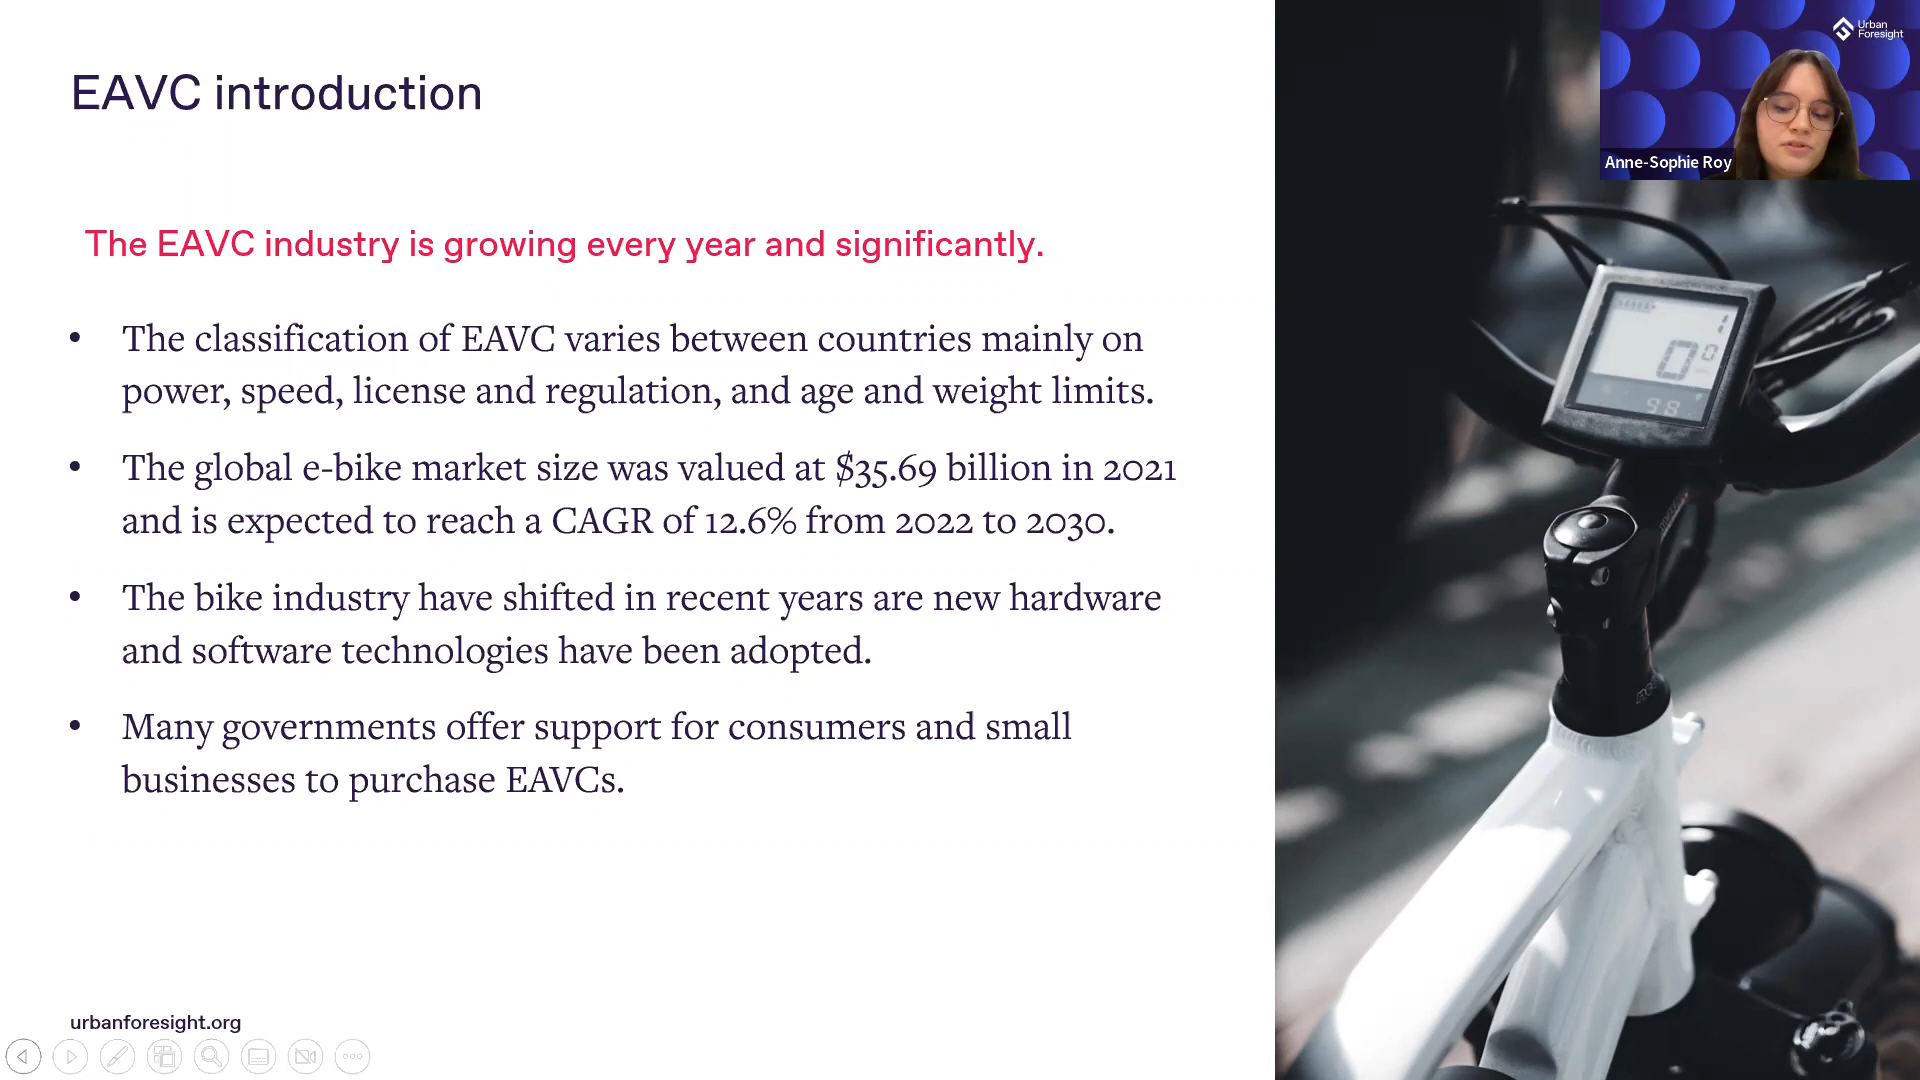 EAVC introduction
The EAVC industry is growing every year and significantly.
• The classification of EAVC varies between countries mainly on
power, speed, license and regulation, and age and weight limits.
• The global e-bike market size was valued at $35.69 billion in 2021
and is expected to reach a CAGR of 12.6% from 2022 to 2030.
• The bike industry have shifted in recent years are new hardware
and software technologies have been adopted.
• Many governments offer support for consumers and small
businesses to purchase EAVCs.
urbanforesight.org
Urban
Foresight
Anne-Sophie Roy